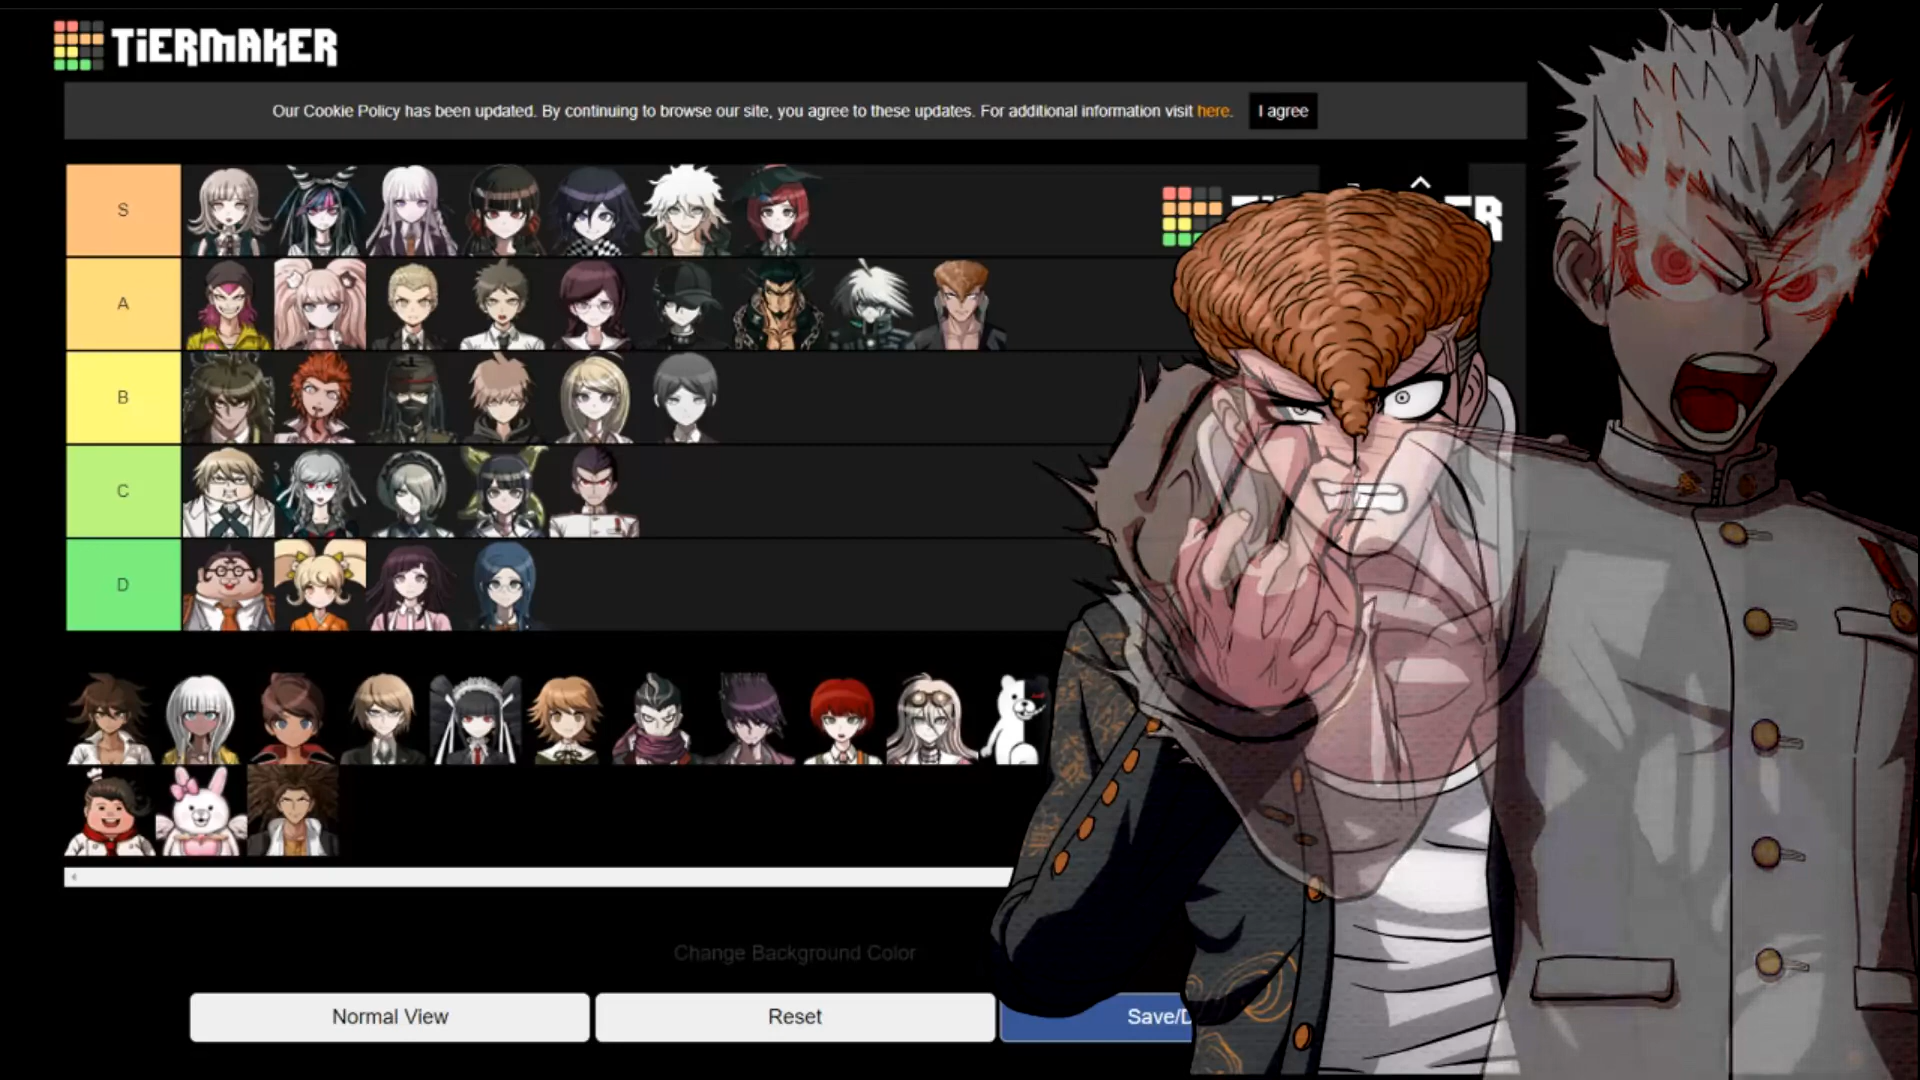 TiERMAKER
Our Cookie Policy has been updated. By continuing to browse our site, you agree to these updates. For additional information visit here.
I agree
S
A
B
C
D
Change Background Color
Normal View
Reset
Save/D